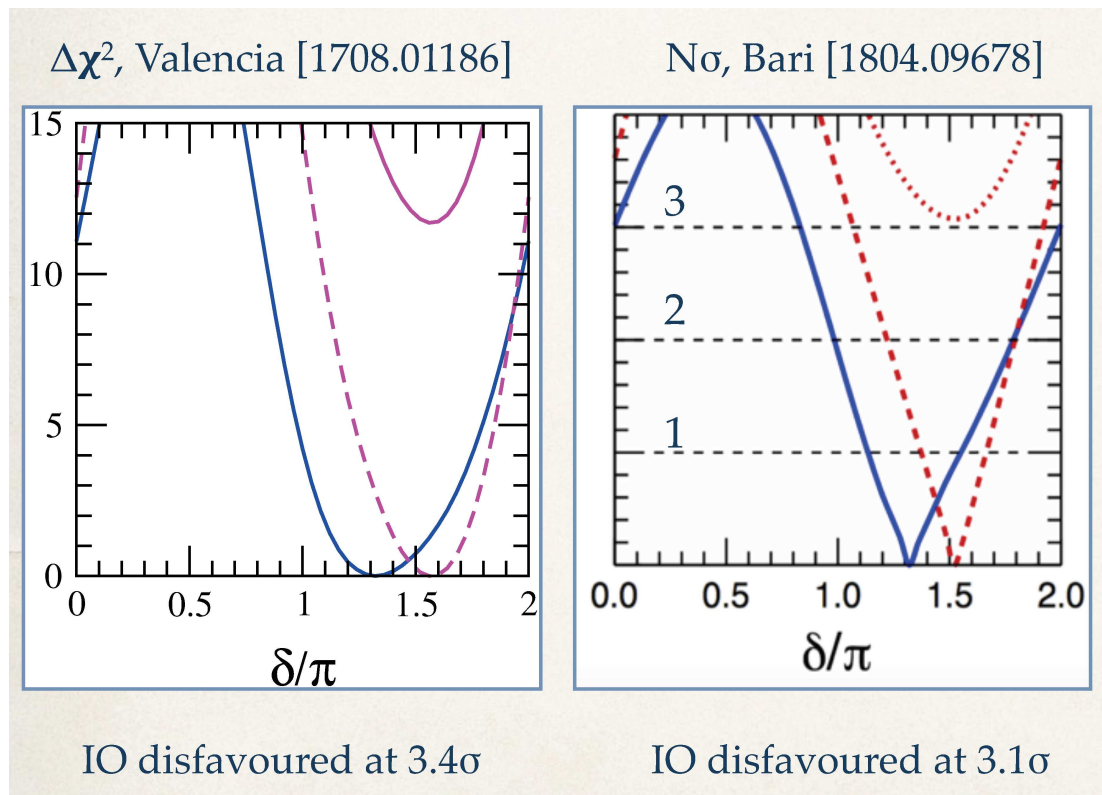 Δχ², Valencia [1708.01186]
Nσ, Bari [1804.09678]
15
10
5
0
0 0.5 1 1.5 2
δ/π
3
2
1
0.0 0.5 1.0 1.5 2.0
δ/π
IO disfavoured at 3.4σ
IO disfavoured at 3.1σ